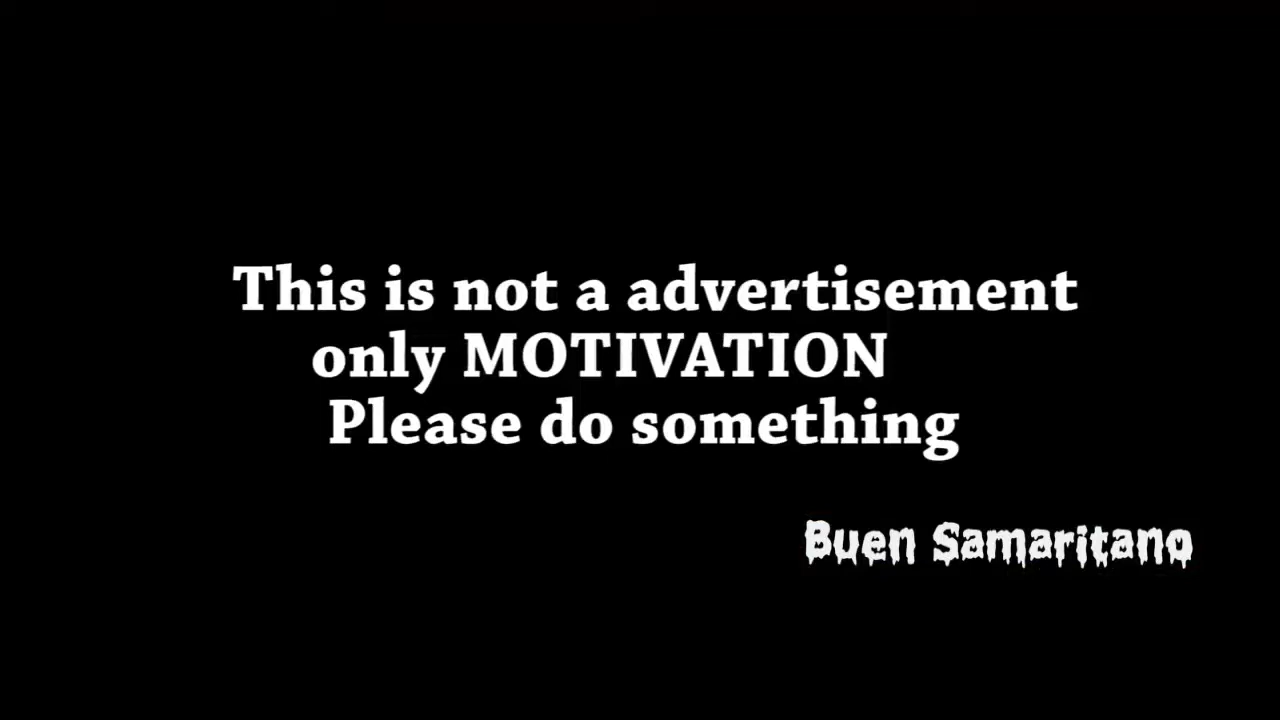 This is not a advertisement
only MOTIVATION
Please do something
Buen Samaritano